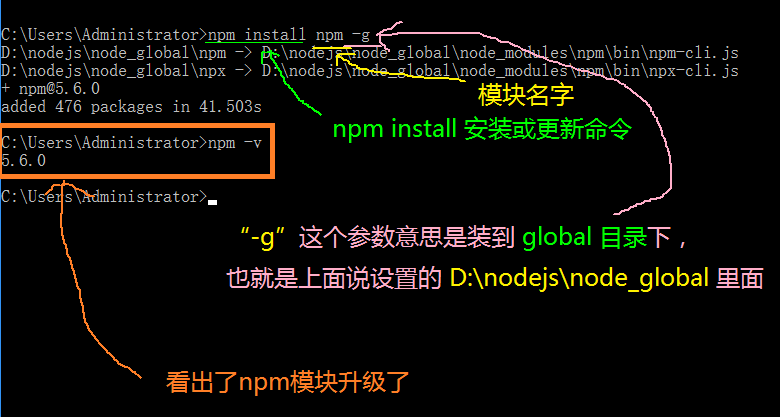 C:\Users\Administrator>npm install npm -g
D:\nodejs\node_global\npm -> D:\nodejs\node_global\node_modules\npm\bin\npm-cli.js
D:\nodejs\node_global\npx -> D:\nodejs\node_global\node_modules\npm\bin\npx-cli.js
+ npm@5.6.0
added 476 packages in 41.503s
模块名字
npm install 安装或更新命令
C:\Users\Administrator>npm -v
5.6.0
C:\Users\Administrator>
“-g”这个参数意思是装到 global 目录下，
也就是上面说设置的 D:\nodejs\node_global 里面
看出了npm模块升级了